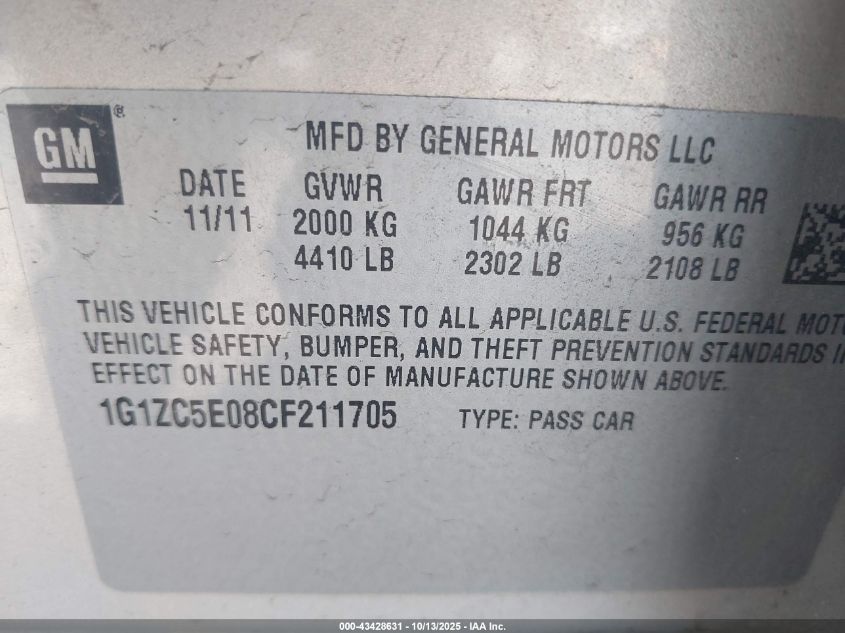 GM ®
MFD BY GENERAL MOTORS LLC
DATE GVWR GAWR FRT GAWR RR
11/11 2000 KG 1044 KG 956 KG
4410 LB 2302 LB 2108 LB
THIS VEHICLE CONFORMS TO ALL APPLICABLE U.S. FEDERAL MOT
VEHICLE SAFETY, BUMPER, AND THEFT PREVENTION STANDARDS I
EFFECT ON THE DATE OF MANUFACTURE SHOWN ABOVE.
1G1ZC5E08CF211705 TYPE: PASS CAR
000-43428631 - 10/13/2025 - IAA Inc.